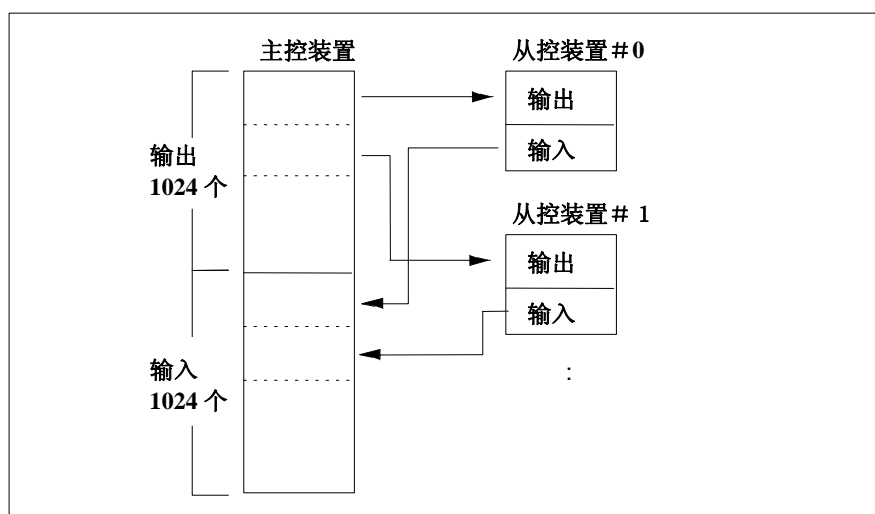 主控装置
从控装置＃0
输出
输入
输出
1024 个
从控装置＃ 1
输出
输入
输入
1024 个
: